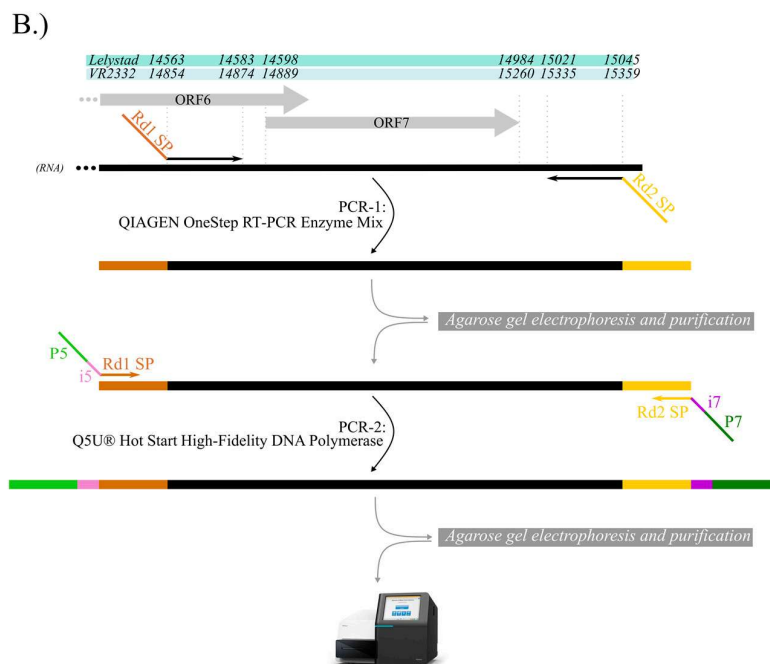 B.)
Lelystad 14563 14583 14598 14984 15021 15045
VR2332 14854 14874 14889 15260 15335 15359
ORF6
ORF7
Rd1 SP
(RNA)
Rd2 SP
PCR-1:
QIAGEN OneStep RT-PCR Enzyme Mix
Agarose gel electrophoresis and purification
P5
i5
Rd1 SP
Rd2 SP
i7
P7
PCR-2:
Q5U® Hot Start High-Fidelity DNA Polymerase
Agarose gel electrophoresis and purification